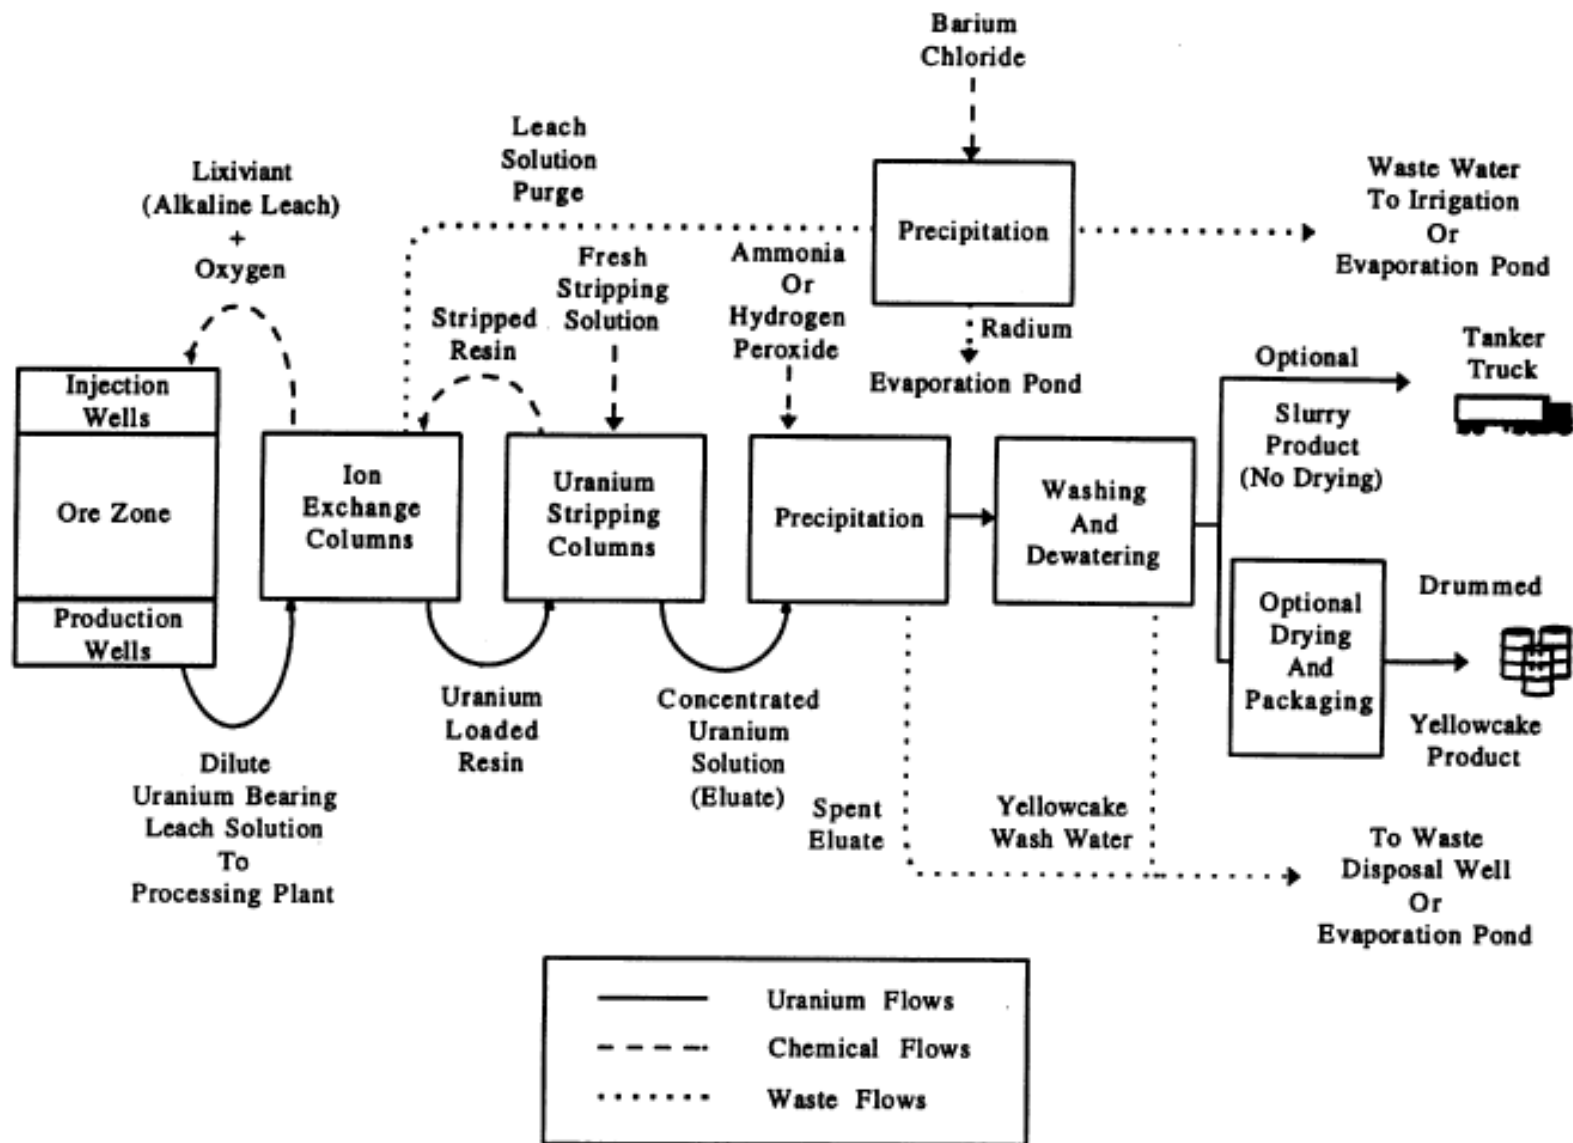 Barium
Chloride
Leach
Solution
Purge
Lixiviant
(Alkaline Leach)
+
Oxygen
Precipitation
Waste Water
To Irrigation
Or
Evaporation Pond
Fresh
Stripping
Solution
Ammonia
Or
Hydrogen
Peroxide
Stripped
Resin
Radium
Evaporation Pond
Optional
Tanker
Truck
Slurry
Product
(No Drying)
Injection
Wells
Ore Zone
Production
Wells
Ion
Exchange
Columns
Uranium
Stripping
Columns
Precipitation
Washing
And
Dewatering
Optional
Drying
And
Packaging
Drummed
Yellowcake
Product
Dilute
Uranium Bearing
Leach Solution
To
Processing Plant
Uranium
Loaded
Resin
Concentrated
Uranium
Solution
(Eluate)
Spent
Eluate
Yellowcake
Wash Water
To Waste
Disposal Well
Or
Evaporation Pond
Uranium Flows
Chemical Flows
Waste Flows